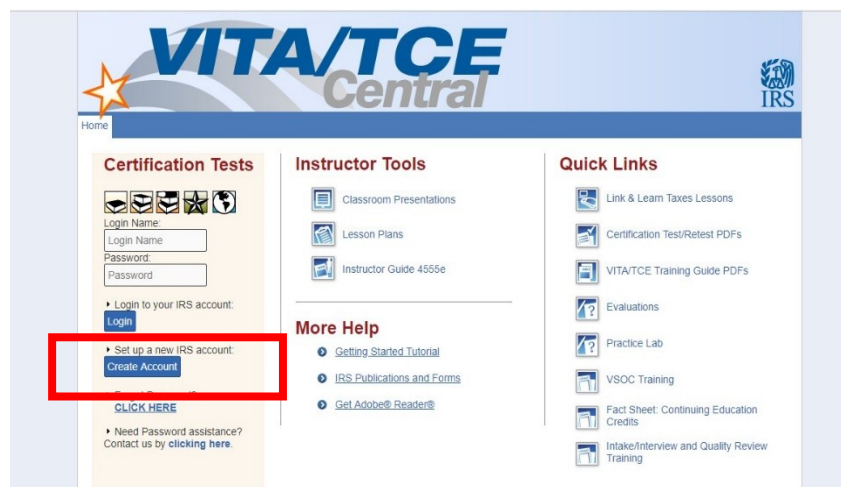 VITA/TCE
Central
IRS
Home
Certification Tests
Login Name:
Login Name
Password:
Password
Login to your IRS account:
Login
Set up a new IRS account:
Create Account
CLICK HERE
Need Password assistance?
Contact us by clicking here.
Instructor Tools
Classroom Presentations
Lesson Plans
Instructor Guide 4555e
More Help
Getting Started Tutorial
IRS Publications and Forms
Get Adobe® Reader®
Quick Links
Link & Learn Taxes Lessons
Certification Test/Retest PDFs
VITA/TCE Training Guide PDFs
Evaluations
Practice Lab
VSOC Training
Fact Sheet: Continuing Education
Credits
Intake/Interview and Quality Review
Training